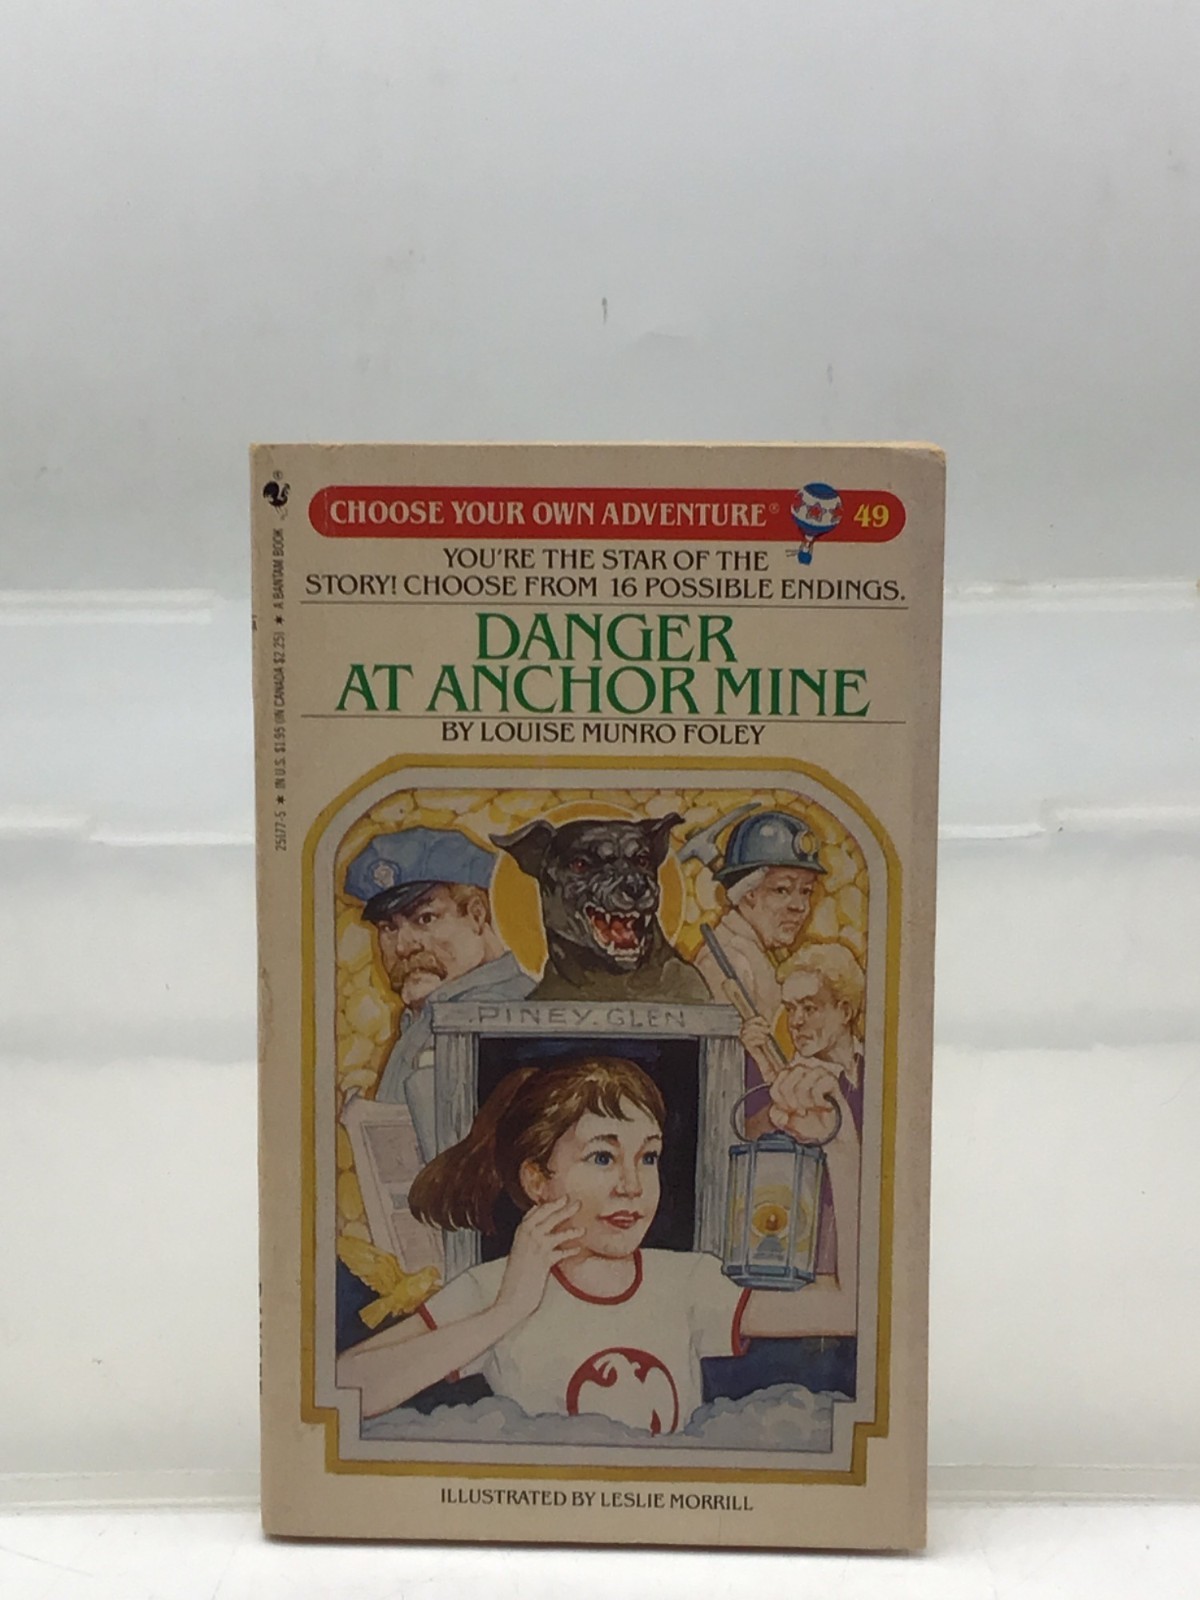 CHOOSE YOUR OWN ADVENTURE® 49
YOU'RE THE STAR OF THE
STORY! CHOOSE FROM 16 POSSIBLE ENDINGS.
DANGER
AT ANCHOR MINE
BY LOUISE MUNRO FOLEY
PINEY GLEN
ILLUSTRATED BY LESLIE MORRILL
25177-5 ★ IN U.S. $1.95 (IN CANADA $2.25) ★ A BANTAM BOOK